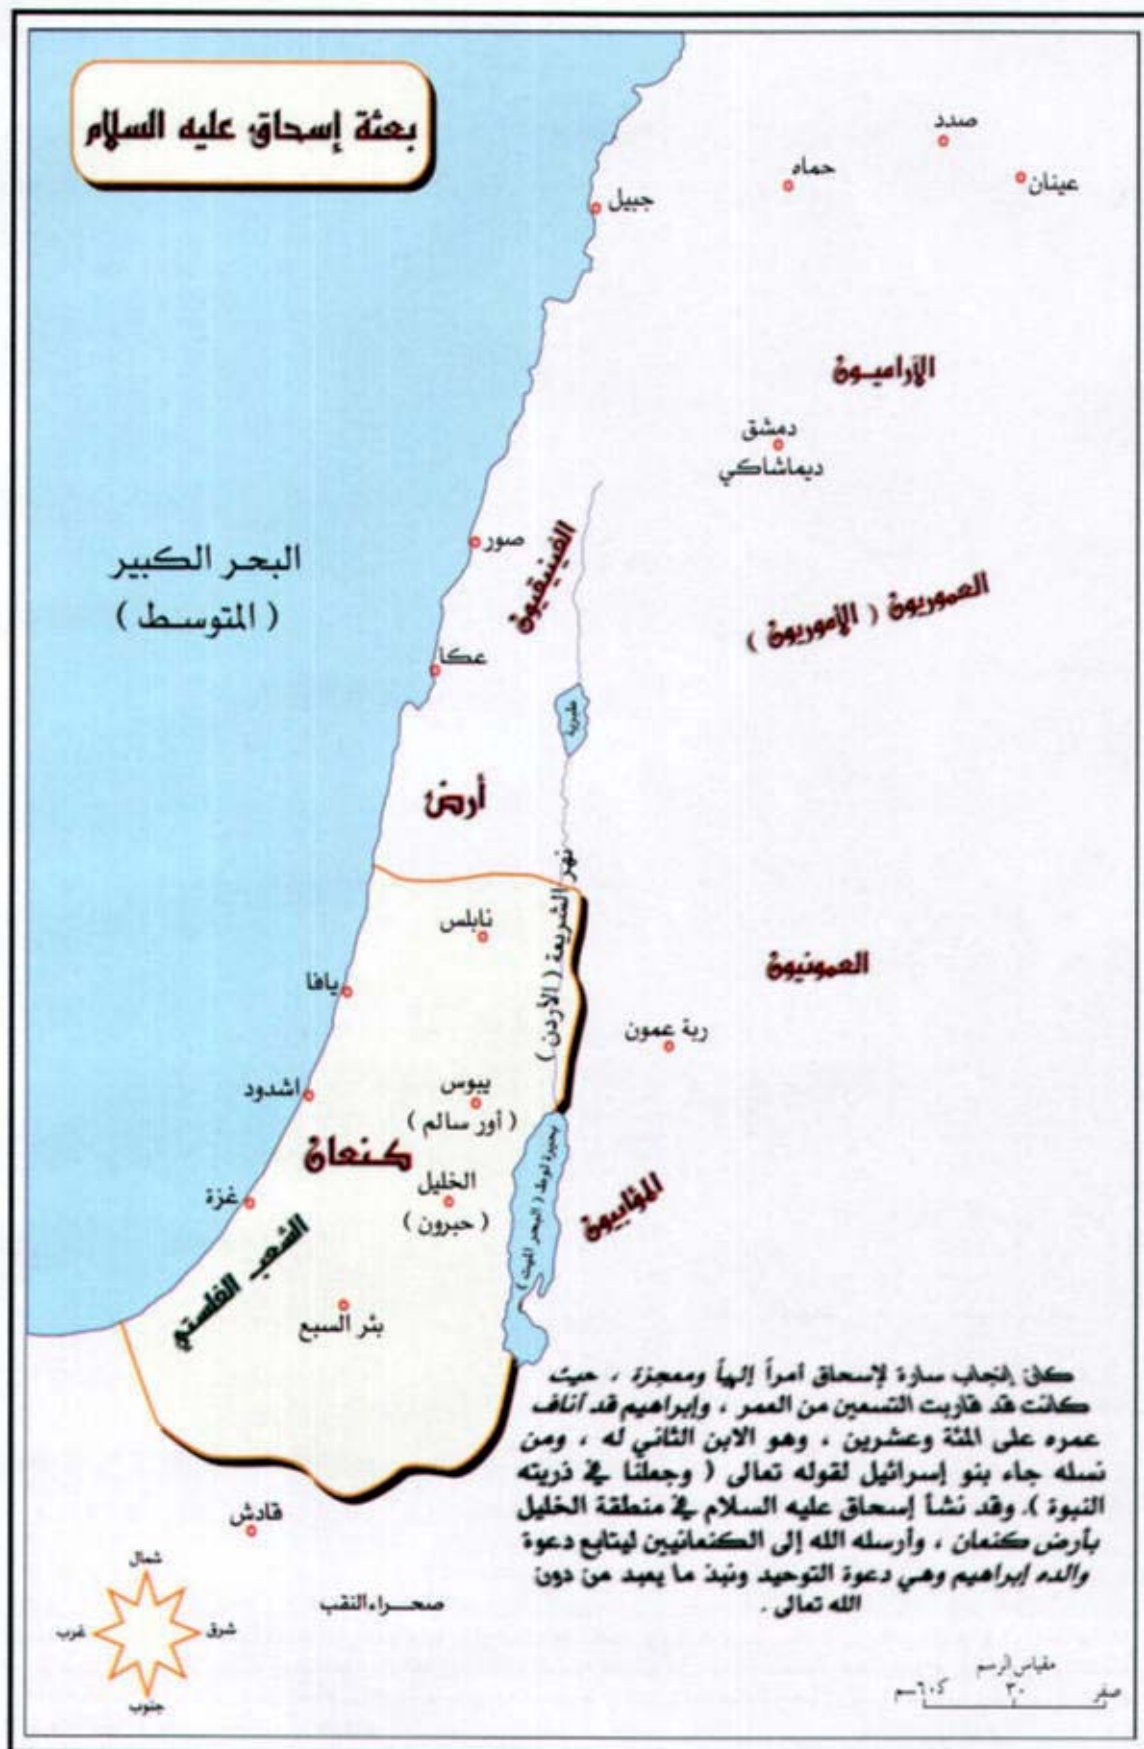 بعثة إسحاق عليه السلام
صدد
حماه
عينان
جبيل
الآراميون
دمشق
ديماشاكي
صور
الفينيقيون
البحر الكبير
( المتوسط )
العموريون ( الأموريون )
عكا
طبرية
أرض
نهر الشريعة ( الأردن )
نابلس
العمونيون
يافا
ربة عمون
اشدود
يبوس
( أور سالم )
كنعان
بحيرة لوط ( البحر الميت )
الخليل
( حبرون )
غزة
المؤابيون
الشعب الفلستي
بئر السبع
كان إنجاب سارة لإسحاق أمراً إلهياً ومعجزة ، حيث
كانت قد قاربت التسعين من العمر ، وإبراهيم قد أناف
عمره على المئة وعشرين ، وهو الابن الثاني له ، ومن
نسله جاء بنو إسرائيل لقوله تعالى ( وجعلنا في ذريته
النبوة ). وقد نشأ إسحاق عليه السلام في منطقة الخليل
بأرض كنعان ، وأرسله الله إلى الكنعانيين ليتابع دعوة
والده إبراهيم وهي دعوة التوحيد ونبذ ما يعبد من دون
الله تعالى .
قادش
شمال
شرق
غرب
جنوب
صحراء النقب
مقياس الرسم
صفر ٣٠ ٦٠كم